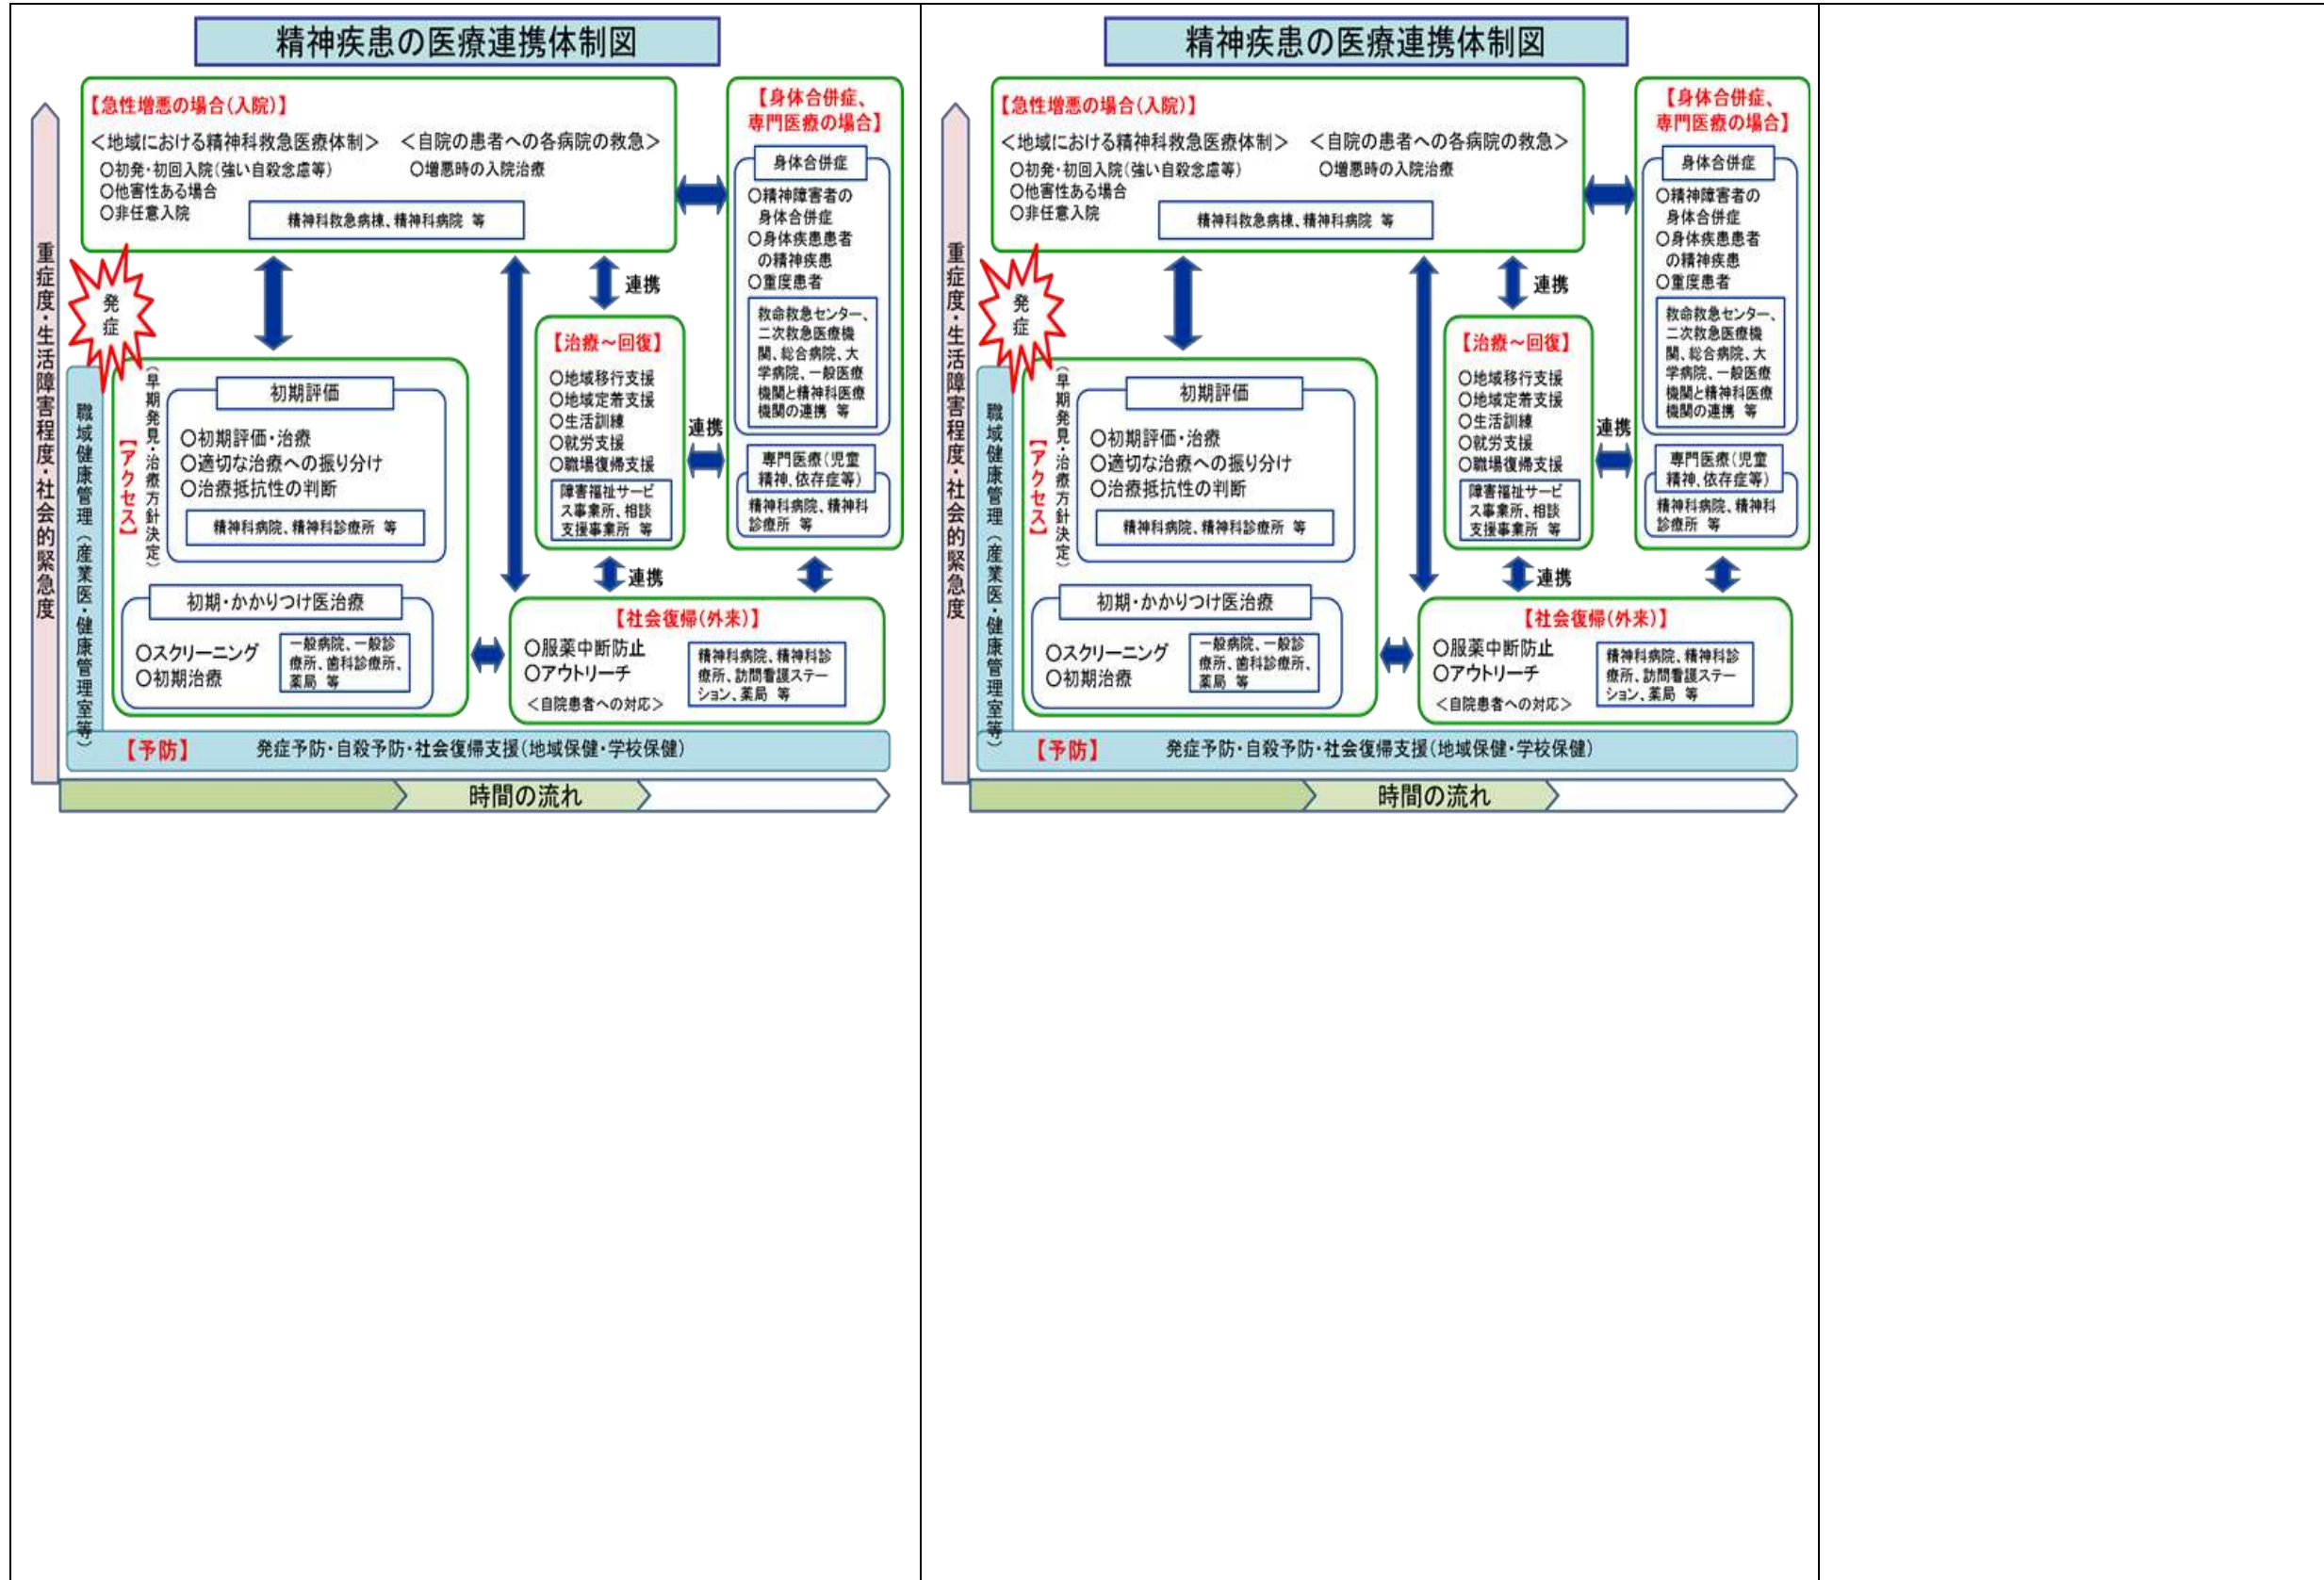 精神疾患の医療連携体制図
【急性増悪の場合(入院)】
＜地域における精神科救急医療体制＞
○初発・初回入院(強い自殺念慮等)
○他害性ある場合
○非任意入院
＜自院の患者への各病院の救急＞
○増悪時の入院治療
精神科救急病棟、精神科病院 等
【身体合併症、
専門医療の場合】
身体合併症
○精神障害者の
身体合併症
○身体疾患患者
の精神疾患
○重度患者
救命救急センター、
二次救急医療機
関、総合病院、大
学病院、一般医療
機関と精神科医療
機関の連携 等
専門医療(児童
精神、依存症等)
精神科病院、精神科
診療所 等
重症度・生活障害程度・社会的緊急度
発
症
連携
【治療～回復】
○地域移行支援
○地域定着支援
○生活訓練
○就労支援
○職場復帰支援
障害福祉サービ
ス事業所、相談
支援事業所 等
連携
連携
職域健康管理（産業医・健康管理室等）
【アクセス】
（早期発見・治療方針決定）
初期評価
○初期評価・治療
○適切な治療への振り分け
○治療抵抗性の判断
精神科病院、精神科診療所 等
初期・かかりつけ医治療
○スクリーニング
○初期治療
一般病院、一般診
療所、歯科診療所、
薬局 等
【社会復帰(外来)】
○服薬中断防止
○アウトリーチ
＜自院患者への対応＞
精神科病院、精神科診
療所、訪問看護ステー
ション、薬局 等
【予防】 発症予防・自殺予防・社会復帰支援(地域保健・学校保健)
時間の流れ
精神疾患の医療連携体制図
【急性増悪の場合(入院)】
＜地域における精神科救急医療体制＞
○初発・初回入院(強い自殺念慮等)
○他害性ある場合
○非任意入院
＜自院の患者への各病院の救急＞
○増悪時の入院治療
精神科救急病棟、精神科病院 等
【身体合併症、
専門医療の場合】
身体合併症
○精神障害者の
身体合併症
○身体疾患患者
の精神疾患
○重度患者
救命救急センター、
二次救急医療機
関、総合病院、大
学病院、一般医療
機関と精神科医療
機関の連携 等
専門医療(児童
精神、依存症等)
精神科病院、精神科
診療所 等
重症度・生活障害程度・社会的緊急度
発
症
連携
【治療～回復】
○地域移行支援
○地域定着支援
○生活訓練
○就労支援
○職場復帰支援
障害福祉サービ
ス事業所、相談
支援事業所 等
連携
連携
職域健康管理（産業医・健康管理室等）
【アクセス】
（早期発見・治療方針決定）
初期評価
○初期評価・治療
○適切な治療への振り分け
○治療抵抗性の判断
精神科病院、精神科診療所 等
初期・かかりつけ医治療
○スクリーニング
○初期治療
一般病院、一般診
療所、歯科診療所、
薬局 等
【社会復帰(外来)】
○服薬中断防止
○アウトリーチ
＜自院患者への対応＞
精神科病院、精神科診
療所、訪問看護ステー
ション、薬局 等
【予防】 発症予防・自殺予防・社会復帰支援(地域保健・学校保健)
時間の流れ